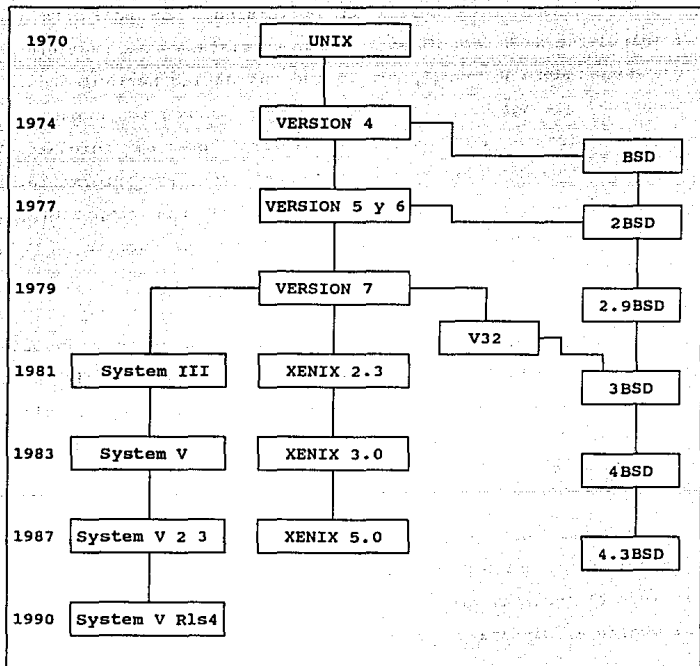 1970 UNIX
1974 VERSION 4
BSD
1977 VERSION 5 y 6 2BSD
1979 VERSION 7
2.9BSD
V32
1981 System III XENIX 2.3
3BSD
1983 System V XENIX 3.0
4BSD
1987 System V 2 3 XENIX 5.0
4.3BSD
1990 System V Rls4